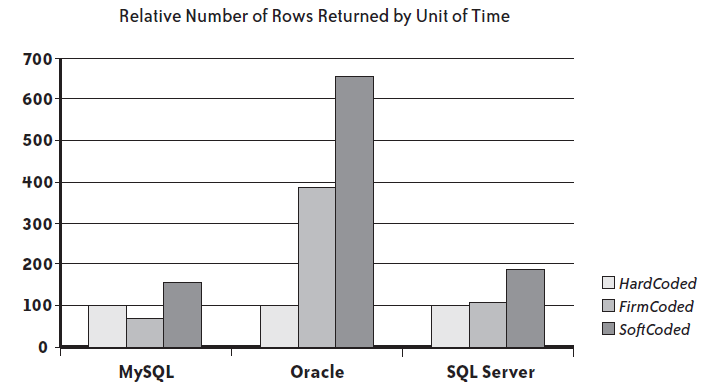 Relative Number of Rows Returned by Unit of Time
700
600
500
400
300
200
100
0
MySQL Oracle SQL Server
HardCoded
FirmCoded
SoftCoded